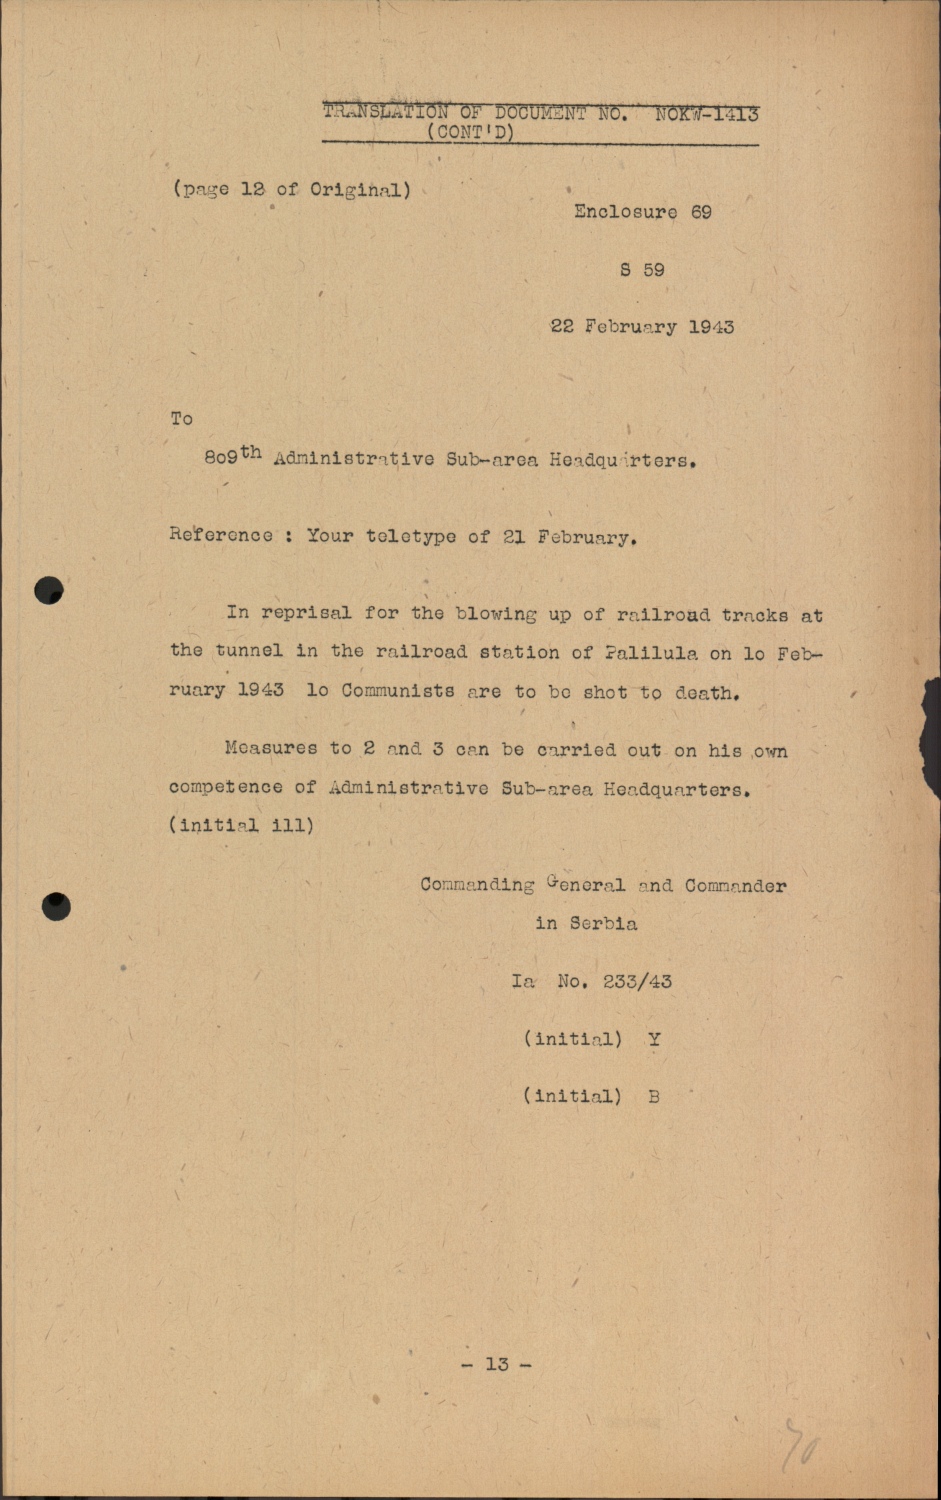 TRANSLATION OF DOCUMENT NO. NOKW-1413
(CONT'D)
(page 12 of Original)
Enclosure 69
S 59
22 February 1943
To
8o9th Administrative Sub-area Headquarters.
Reference : Your teletype of 21 February.
In reprisal for the blowing up of railroad tracks at
the tunnel in the railroad station of Palilula on lo Feb-
ruary 1943 lo Communists are to be shot to death.
Measures to 2 and 3 can be carried out on his own
competence of Administrative Sub-area Headquarters.
(initial ill)
Commanding General and Commander
in Serbia
Ia No. 233/43
(initial) Y
(initial) B
- 13 -
70